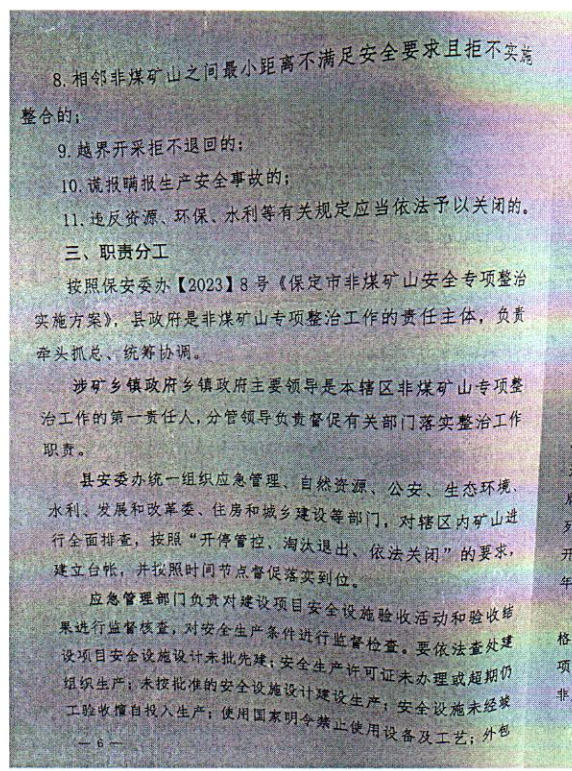 8.相邻非煤矿山之间最小距离不满足安全要求且拒不实施
整合的；
9.越界开采拒不退回的；
10.谎报瞒报生产安全事故的；
11.违反资源、环保、水利等有关规定应当依法予以关闭的。
三、职责分工
按照保安委办【2023】8号《保定市非煤矿山安全专项整治
实施方案》，县政府是非煤矿山专项整治工作的责任主体，负责
牵头抓总、统筹协调。
涉矿乡镇政府乡镇政府主要领导是本辖区非煤矿山专项整
治工作的第一责任人，分管领导负责督促有关部门落实整治工作
职责。
县安委办统一组织应急管理、自然资源、公安、生态环境、
水利、发展和改革委、住房和城乡建设等部门，对辖区内矿山进
行全面排查，按照“开停管控、淘汰退出、依法关闭”的要求，
建立台帐，并按照时间节点督促落实到位。
应急管理部门负责对建设项目安全设施验收活动和验收结
果进行监督核查，对安全生产条件进行监督检查。要依法查处建
设项目安全设施设计未批先建；安全生产许可证未办理或超期仍
组织生产；未按批准的安全设施设计建设生产；安全设施未经竣
工验收擅自投入生产；使用国家明令禁止使用设备及工艺；外包
— 6 —
列
开
年
格
项
非